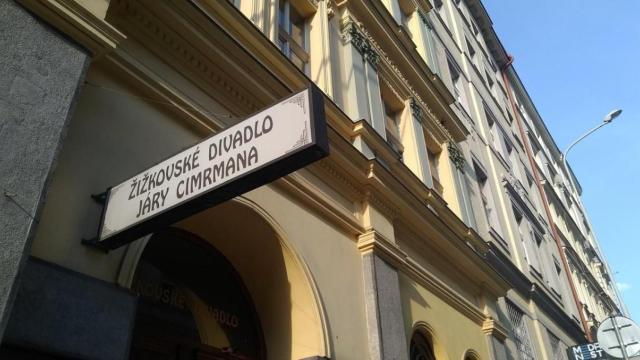 ŽIŽKOVSKÉ DIVADLO
JÁRY CIMRMANA